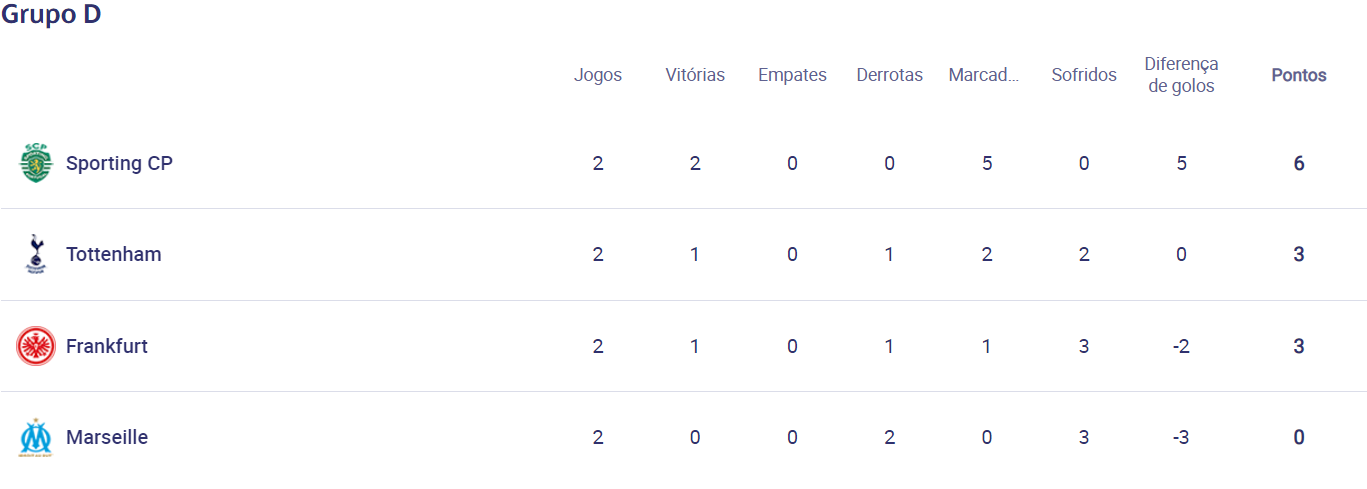 Grupo D
Jogos Vitórias Empates Derrotas Marcad... Sofridos Diferença de golos Pontos
SCP
Sporting CP 2 2 0 0 5 0 5 6
Tottenham 2 1 0 1 2 2 0 3
Frankfurt 2 1 0 1 1 3 -2 3
Marseille 2 0 0 2 0 3 -3 0